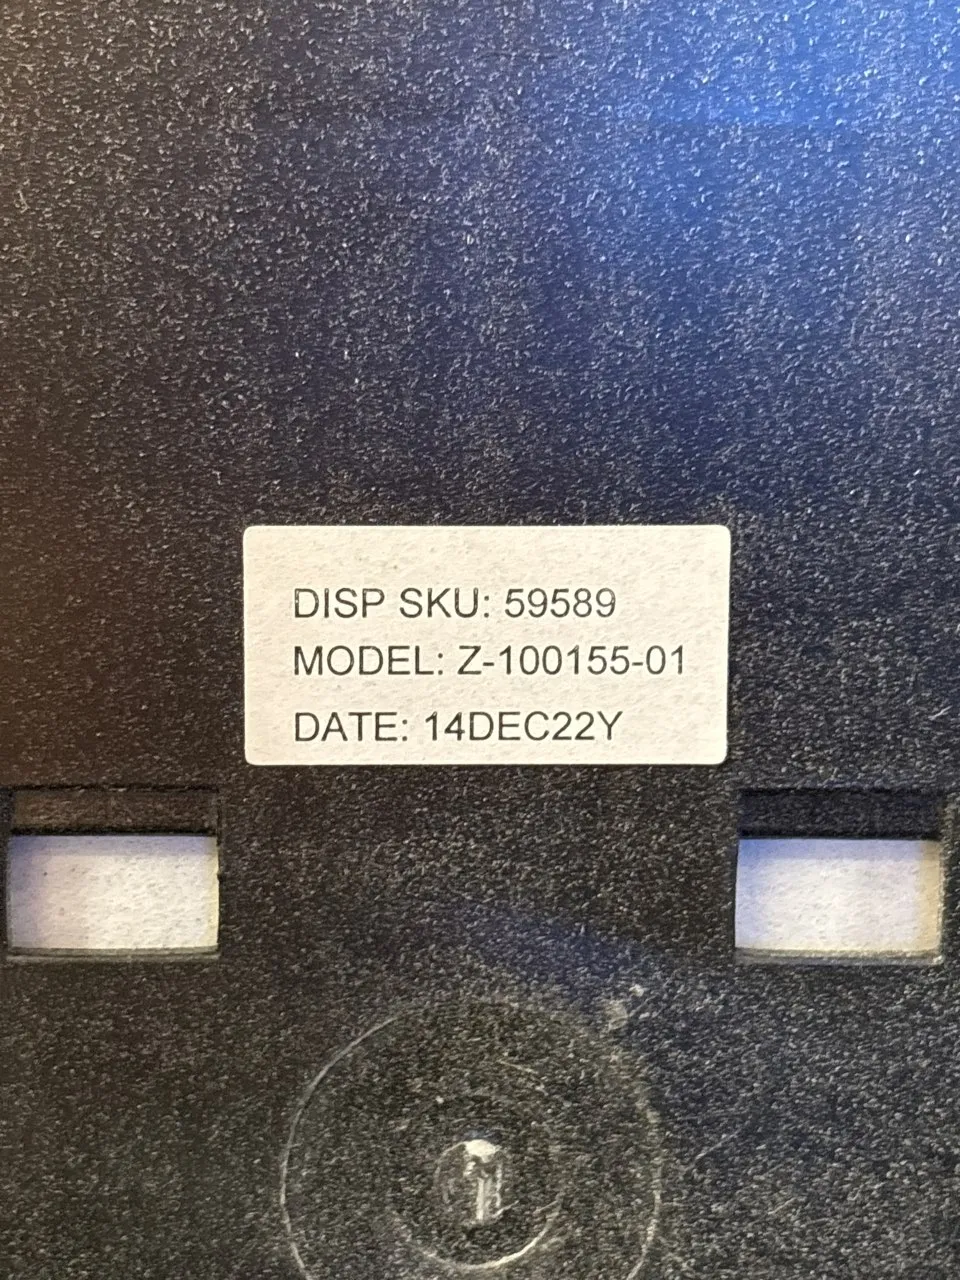 DISP SKU: 59589
MODEL: Z-100155-01
DATE: 14DEC22Y